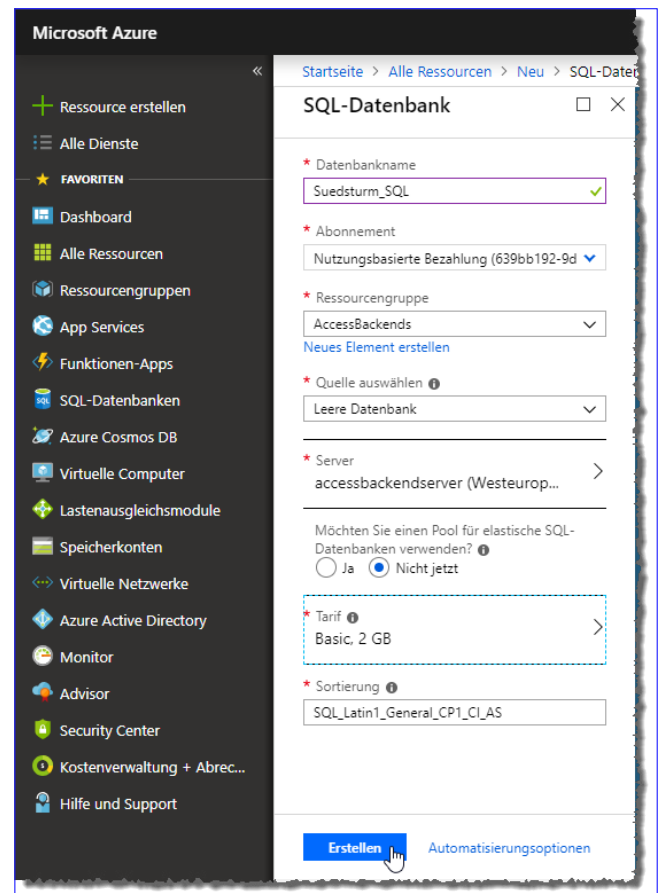 Microsoft Azure
«
Startseite > Alle Ressourcen > Neu > SQL-Daten
SQL-Datenbank
Ressource erstellen
Alle Dienste
FAVORITEN
Dashboard
Alle Ressourcen
Ressourcengruppen
App Services
Funktionen-Apps
SQL-Datenbanken
Azure Cosmos DB
Virtuelle Computer
Lastenausgleichsmodule
Speicherkonten
Virtuelle Netzwerke
Azure Active Directory
Monitor
Advisor
Security Center
Kostenverwaltung + Abrec...
Hilfe und Support
* Datenbankname
Suedsturm_SQL
* Abonnement
Nutzungsbasierte Bezahlung (639bb192-9d
* Ressourcengruppe
AccessBackends
Neues Element erstellen
* Quelle auswählen
Leere Datenbank
* Server
accessbackendserver (Westeurop...
Möchten Sie einen Pool für elastische SQL-
Datenbanken verwenden?
Ja Nicht jetzt
* Tarif
Basic, 2 GB
* Sortierung
SQL_Latin1_General_CP1_CI_AS
Erstellen Automatisierungsoptionen